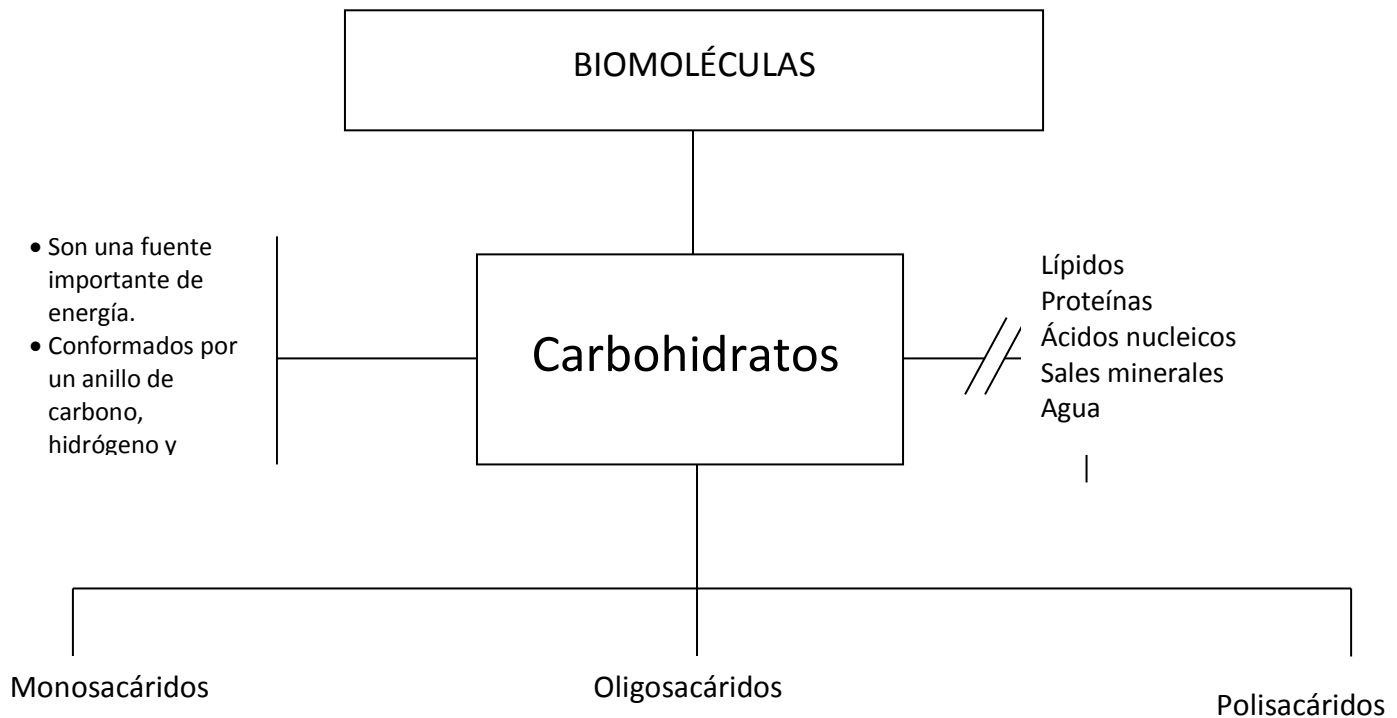 BIOMOLÉCULAS
• Son una fuente
importante de
energía.
• Conformados por
un anillo de
carbono,
hidrógeno y
Carbohidratos
Lípidos
Proteínas
Ácidos nucleicos
Sales minerales
Agua
Monosacáridos
Oligosacáridos
Polisacáridos